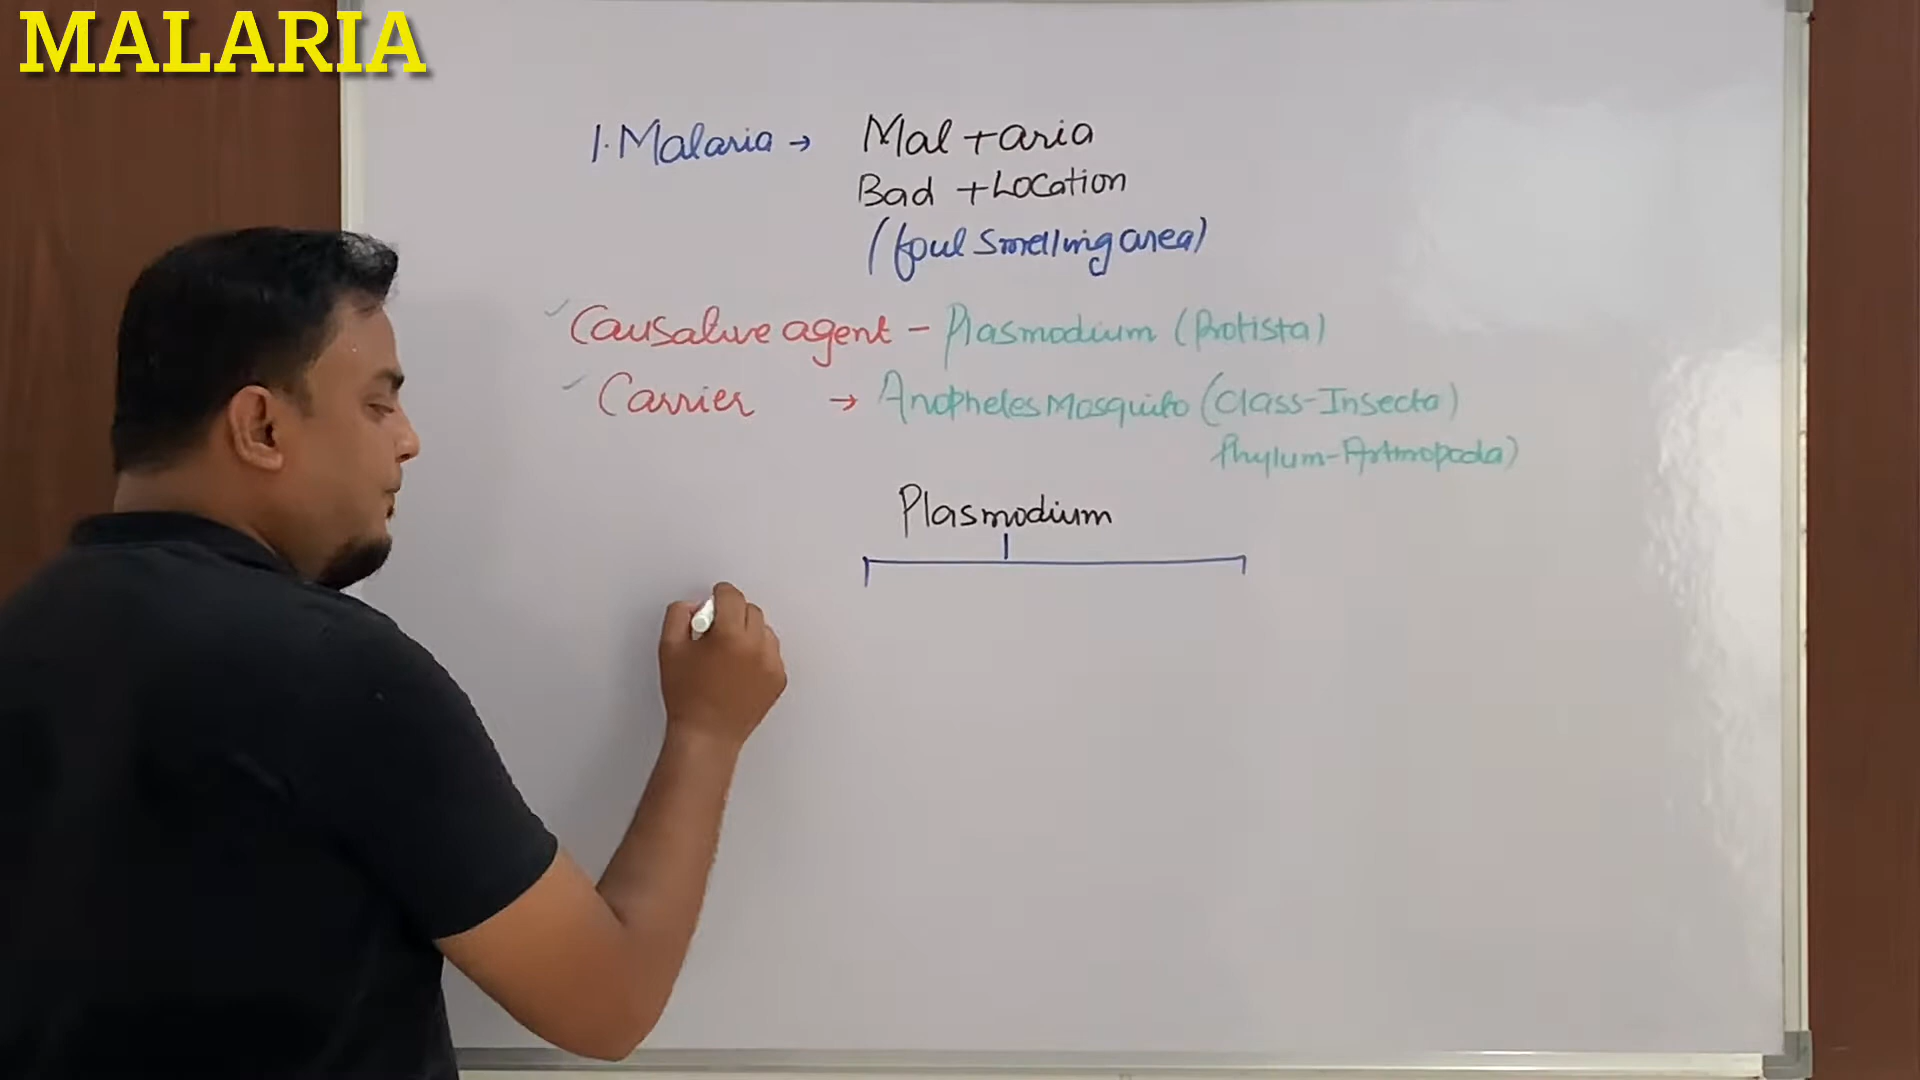 MALARIA
1. Malaria → Mal + aria
Bad + Location
(foul smelling area)
✓ Causative agent - Plasmodium (Protista)
✓ Carrier → Anopheles Mosquito (Class-Insecta)
Phylum-Arthropoda)
Plasmodium